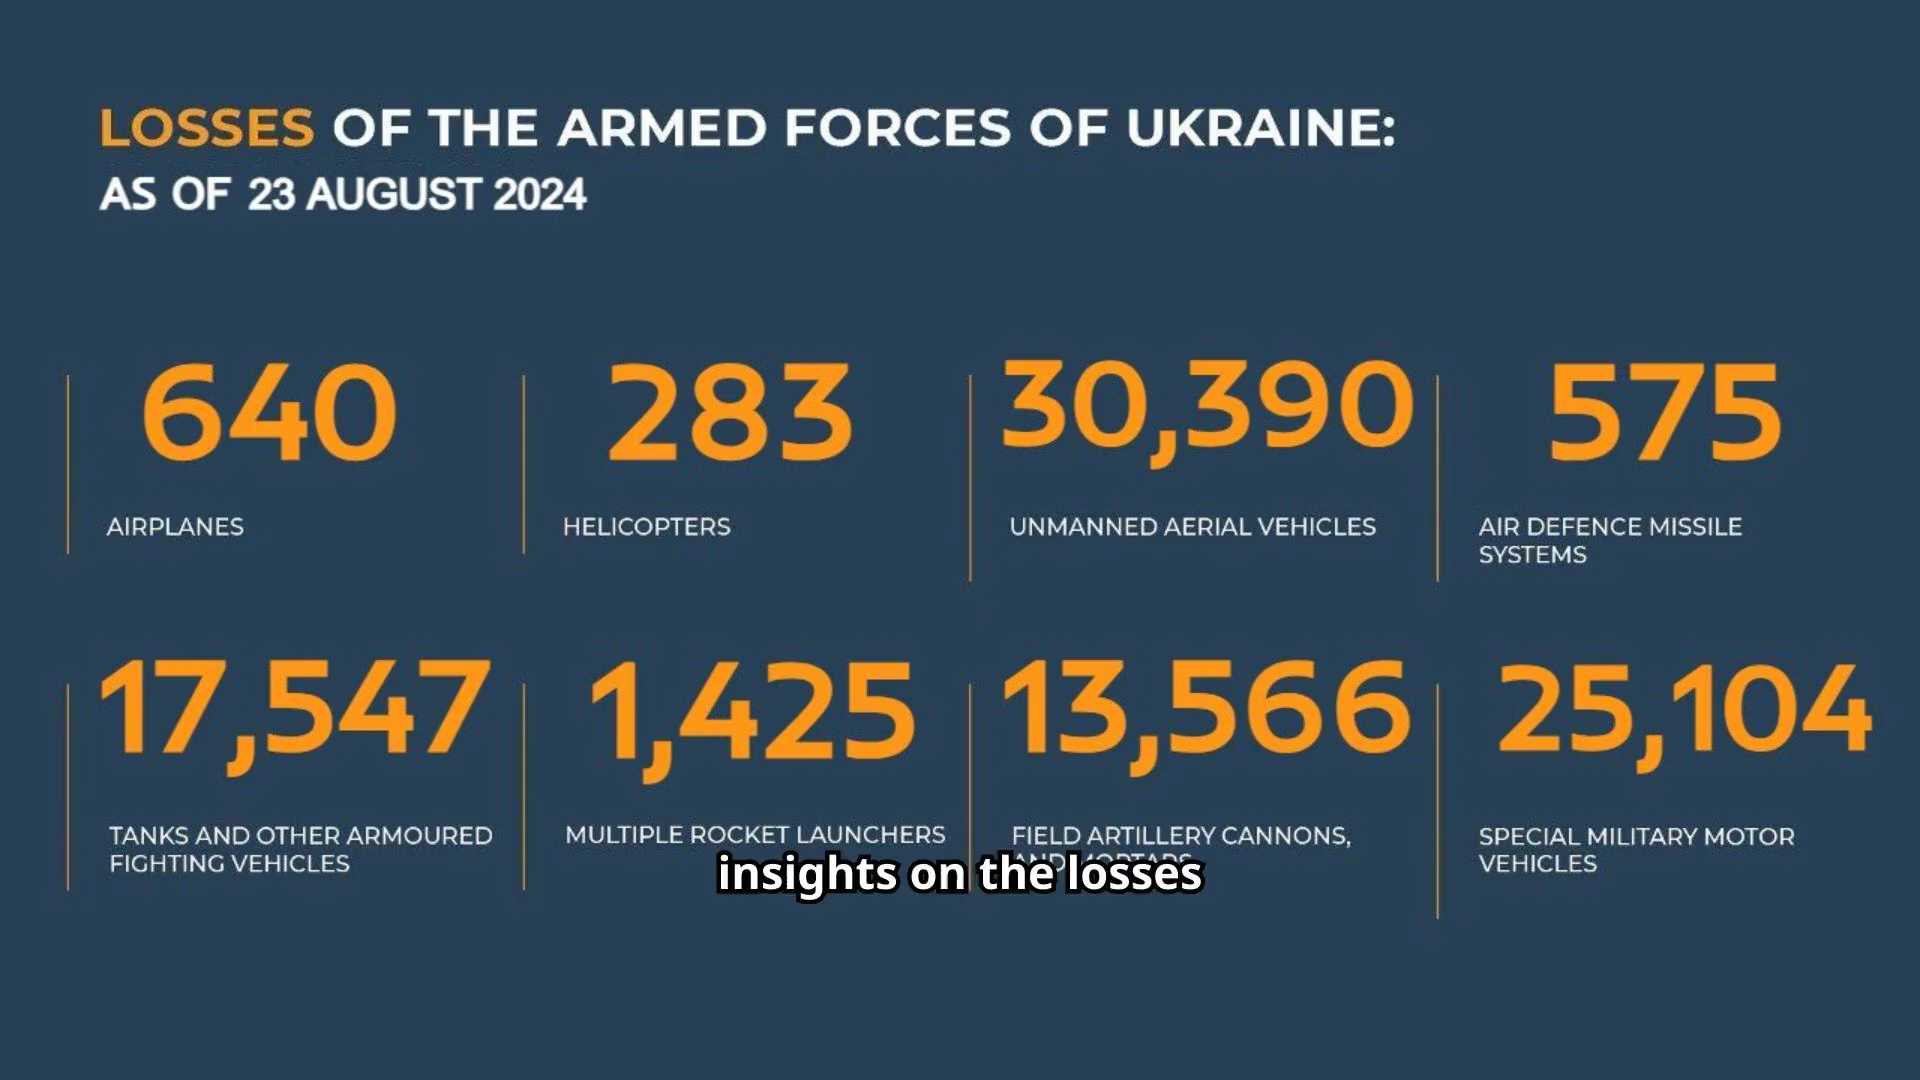 LOSSES OF THE ARMED FORCES OF UKRAINE:
AS OF 23 AUGUST 2024
640
AIRPLANES
283
HELICOPTERS
30,390
UNMANNED AERIAL VEHICLES
575
AIR DEFENCE MISSILE
SYSTEMS
17,547
TANKS AND OTHER ARMOURED
FIGHTING VEHICLES
1,425
MULTIPLE ROCKET LAUNCHERS
13,566
FIELD ARTILLERY CANNONS,
AND MORTARS
25,104
SPECIAL MILITARY MOTOR
VEHICLES
insights on the losses